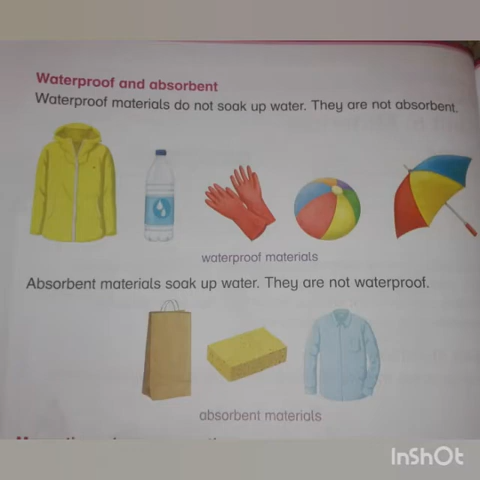 Waterproof and absorbent
Waterproof materials do not soak up water. They are not absorbent.
waterproof materials
Absorbent materials soak up water. They are not waterproof.
absorbent materials
InShOt